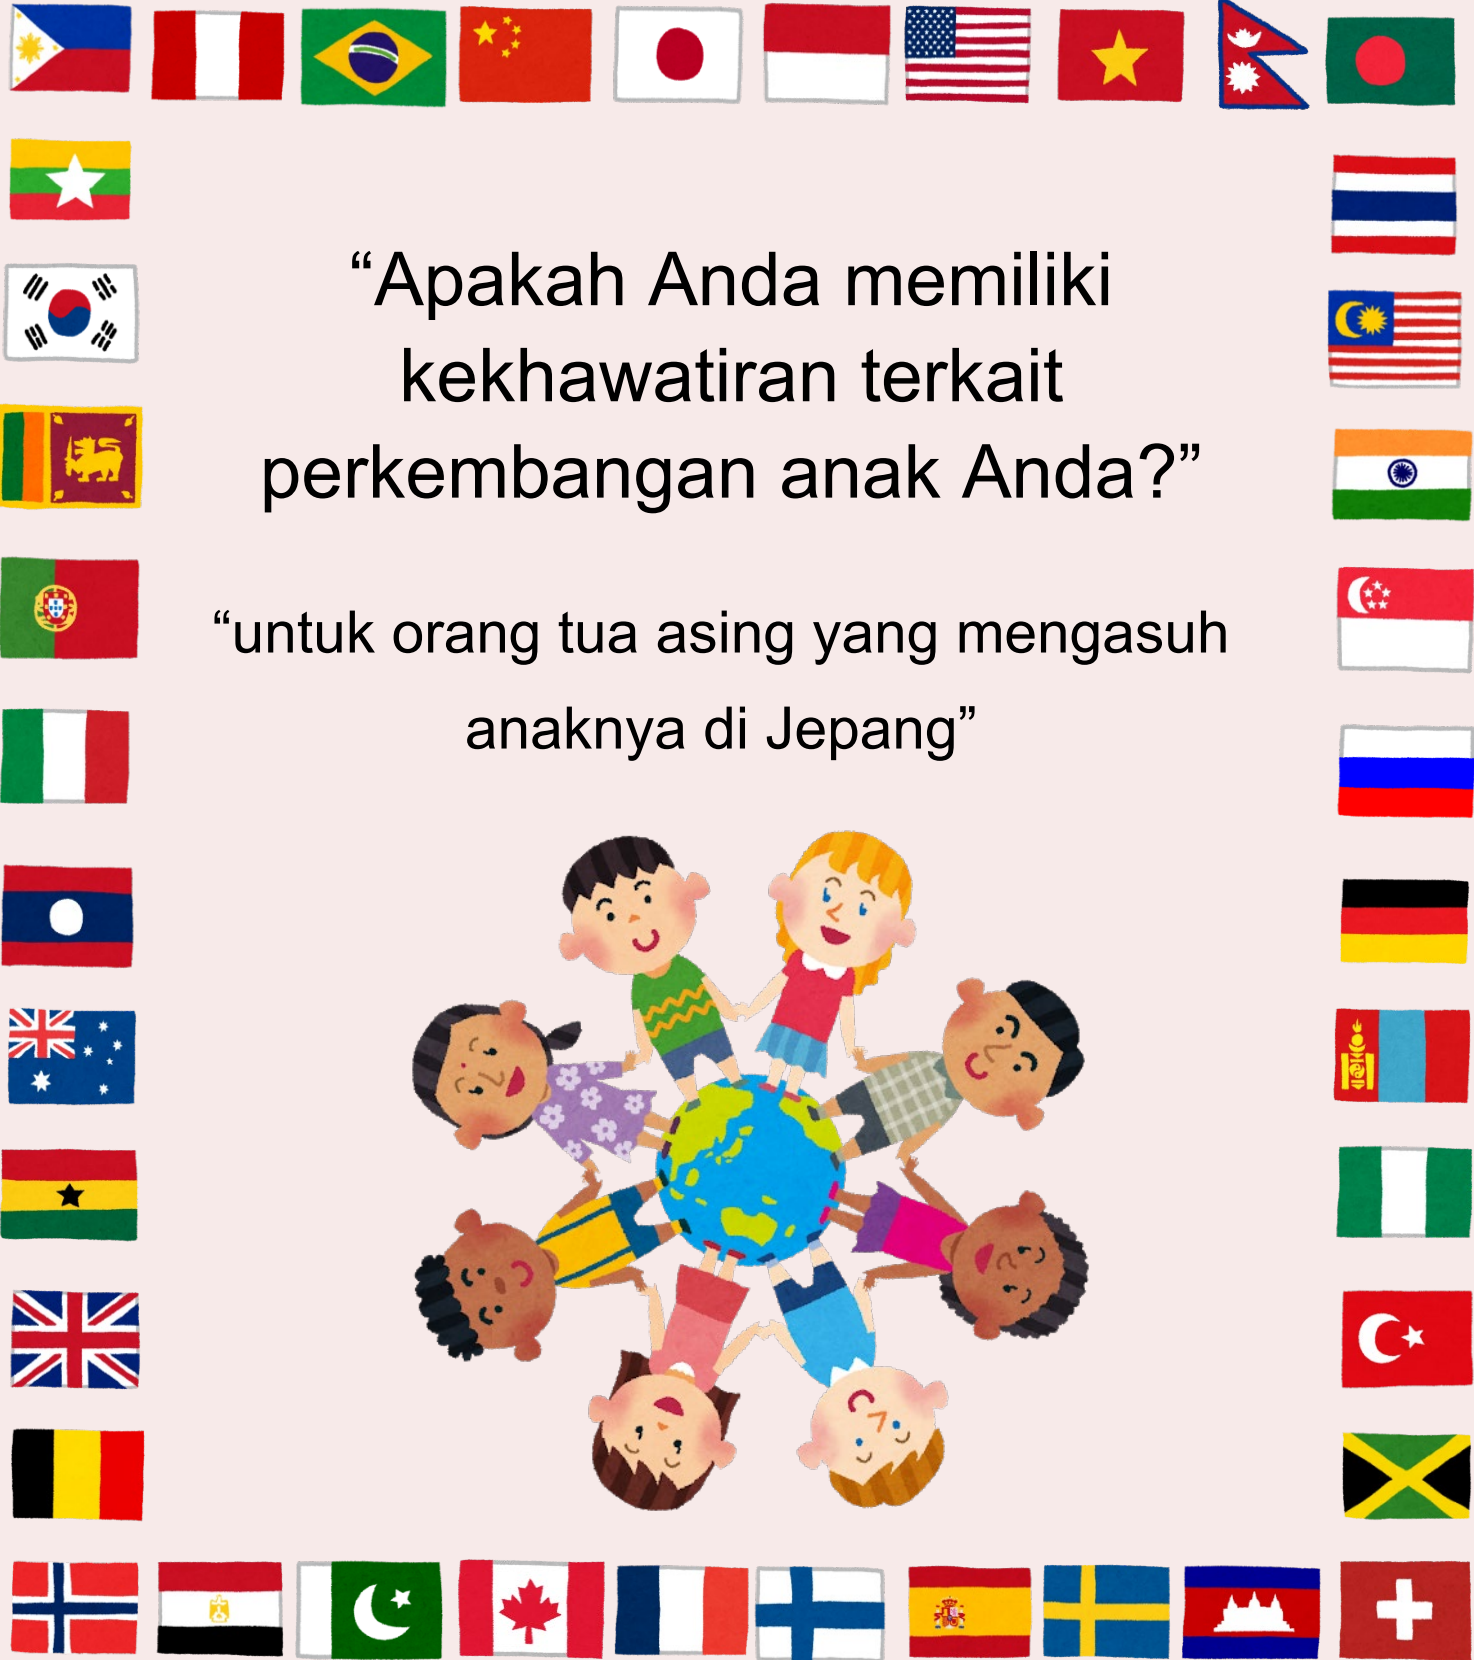 “Apakah Anda memiliki
kekhawatiran terkait
perkembangan anak Anda?”
“untuk orang tua asing yang mengasuh
anaknya di Jepang”